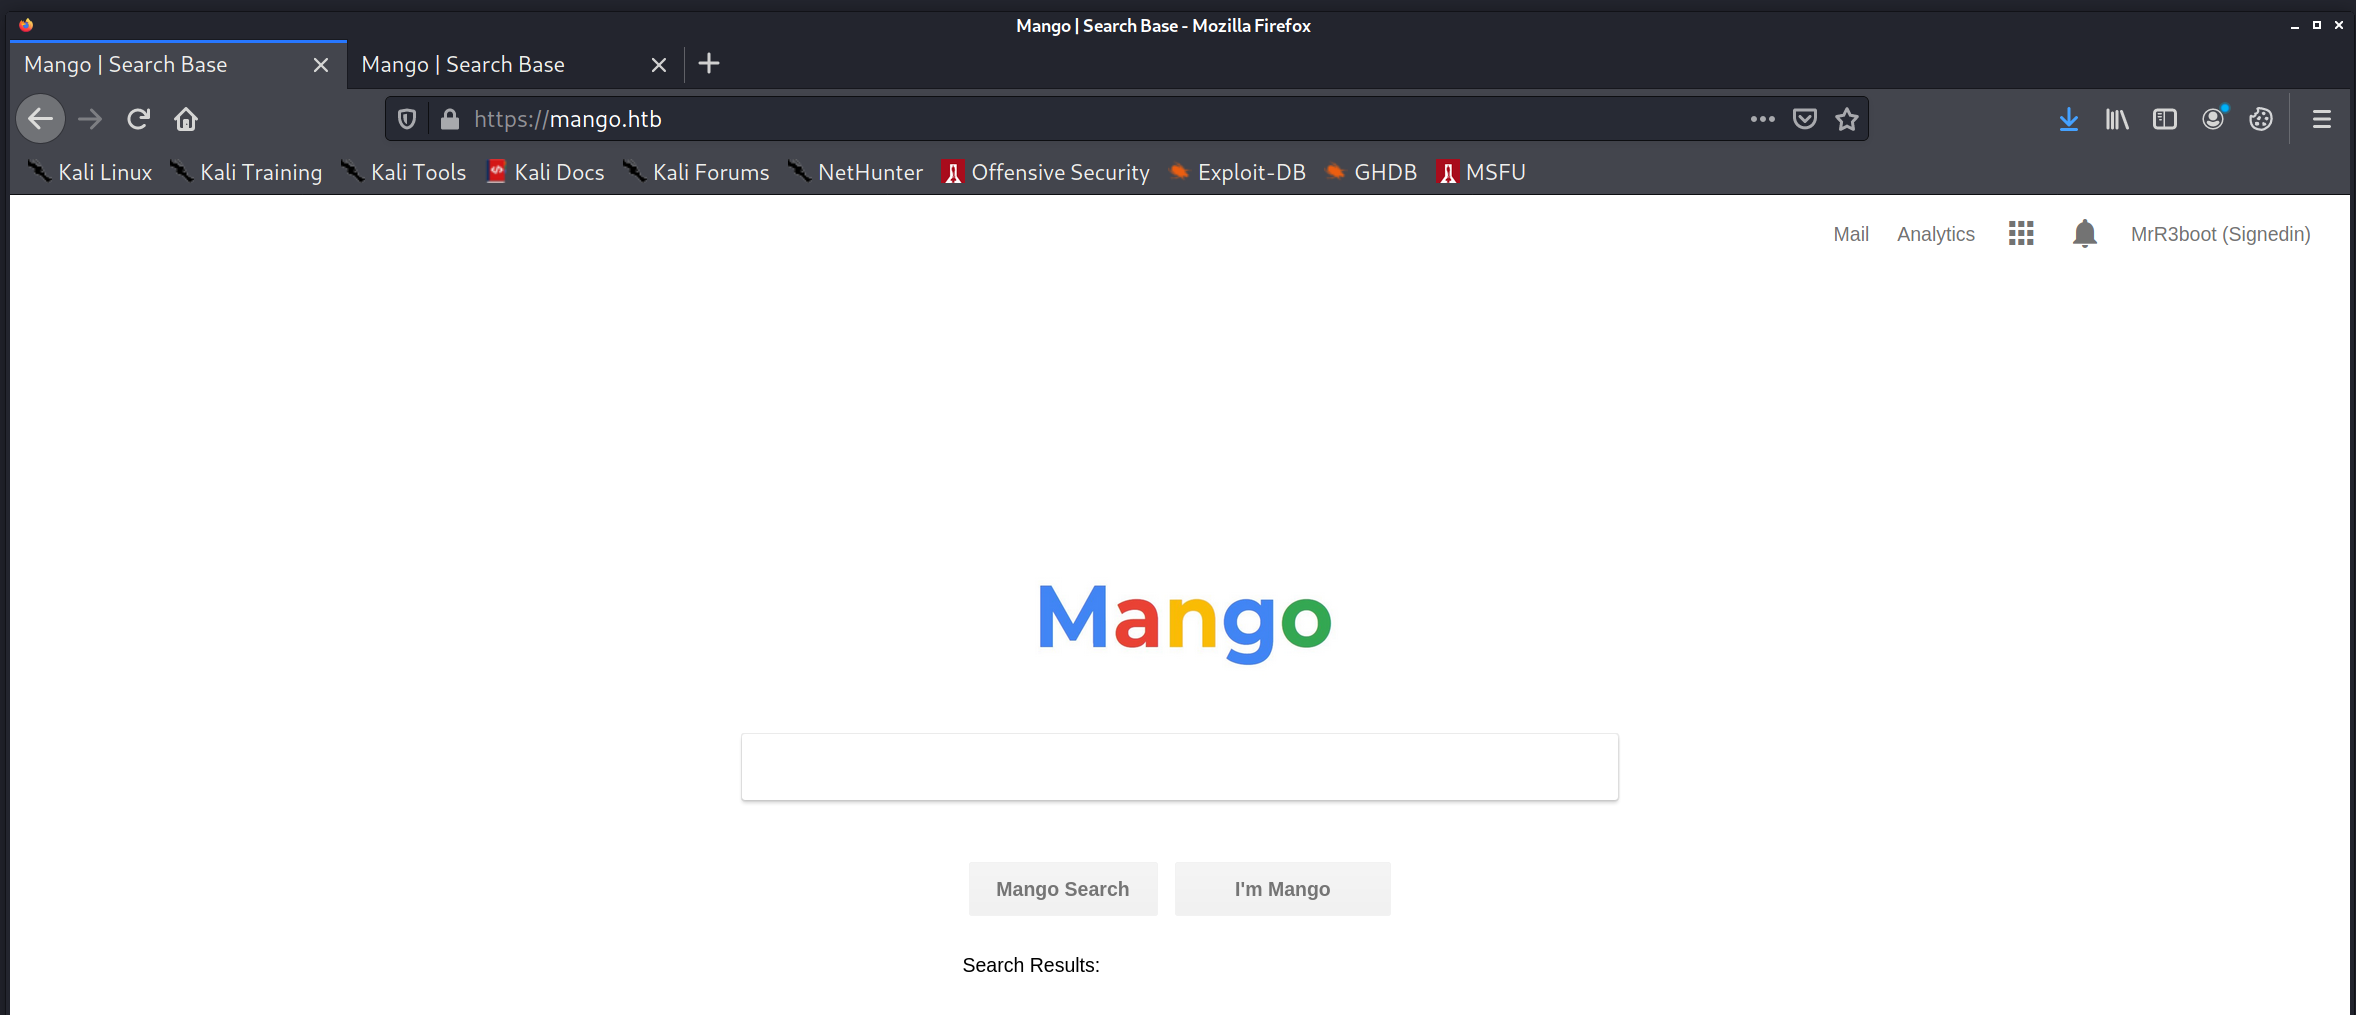 Mango | Search Base - Mozilla Firefox
Mango | Search Base Mango | Search Base
https://mango.htb
Kali Linux Kali Training Kali Tools Kali Docs Kali Forums NetHunter Offensive Security Exploit-DB GHDB MSFU
Mail Analytics MrR3boot (Signedin)
Mango
Mango Search I'm Mango
Search Results: